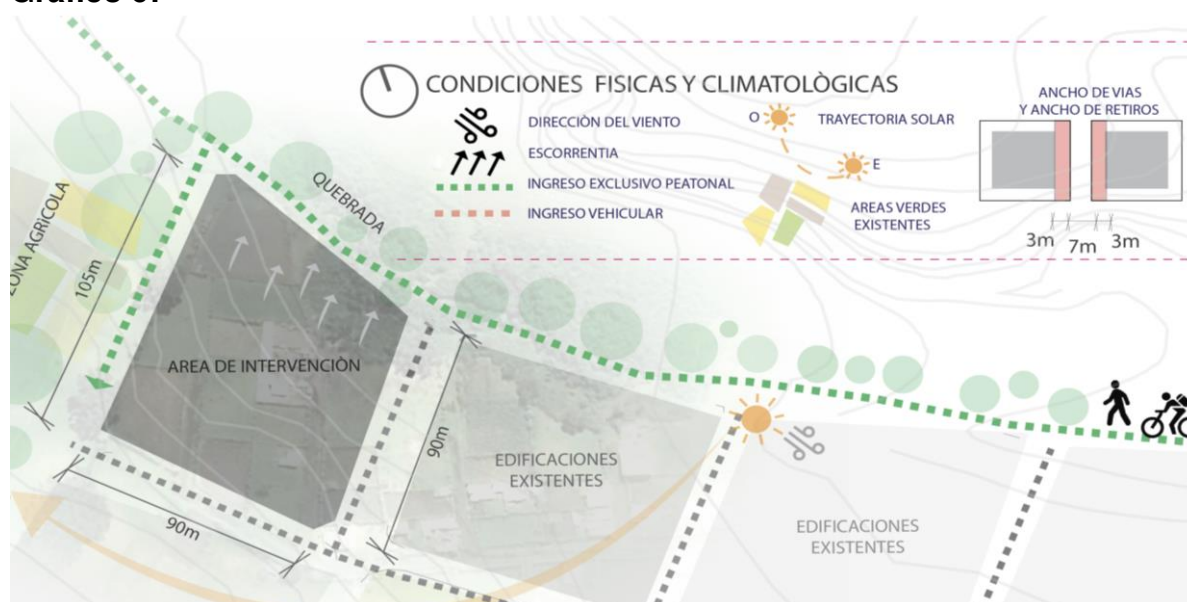 CONDICIONES FISICAS Y CLIMATOLÒGICAS
DIRECCIÒN DEL VIENTO
ESCORRENTIA
INGRESO EXCLUSIVO PEATONAL
INGRESO VEHICULAR
O
TRAYECTORIA SOLAR
E
AREAS VERDES
EXISTENTES
ANCHO DE VIAS
Y ANCHO DE RETIROS
3m
7m
3m
QUEBRADA
ZONA AGRìCOLA
105m
AREA DE INTERVENCIÒN
90m
90m
EDIFICACIONES
EXISTENTES
EDIFICACIONES
EXISTENTES